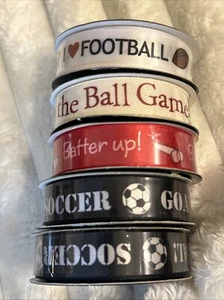 I ♥ FOOTBALL
the Ball Game
Batter up!
SOCCER GOA
SOCCER